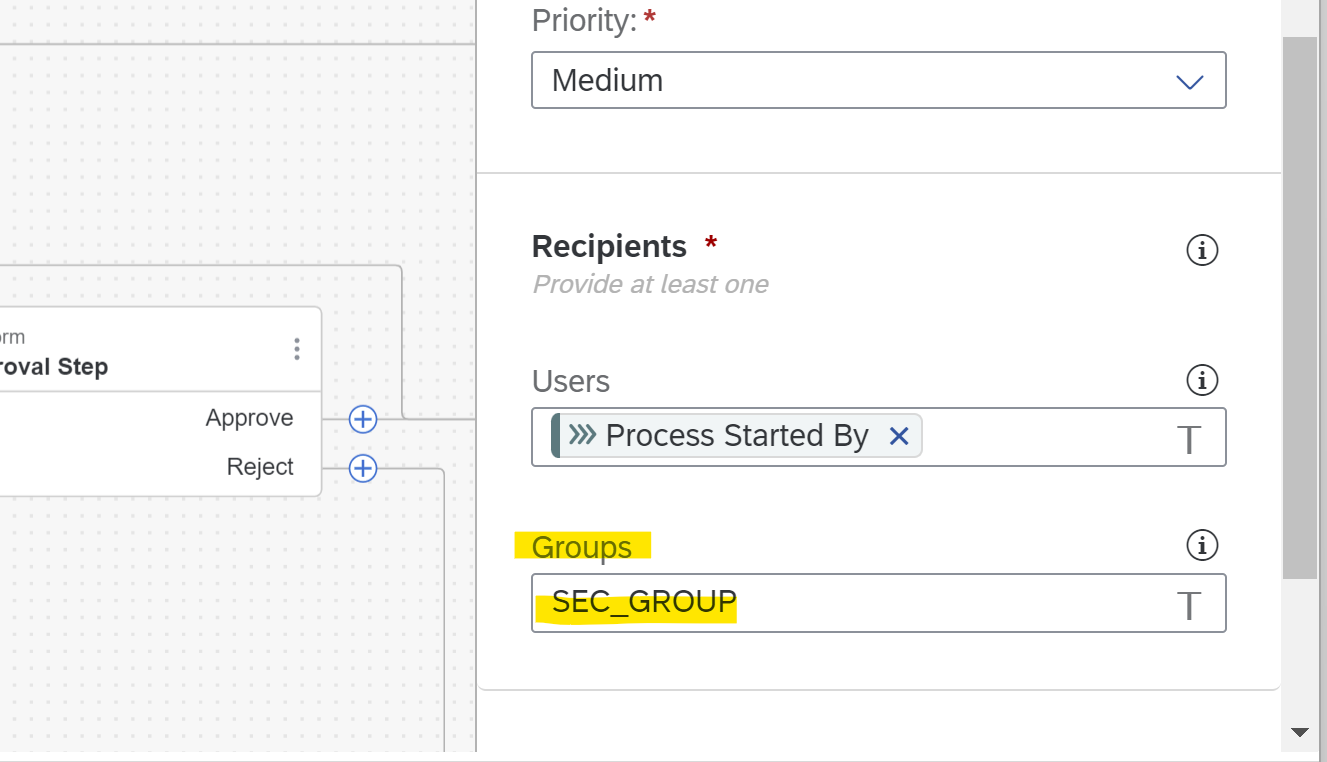 Priority: *
Medium
Recipients *
Provide at least one
orm
roval Step
Approve
Reject
Users
Process Started By
Groups
SEC_GROUP